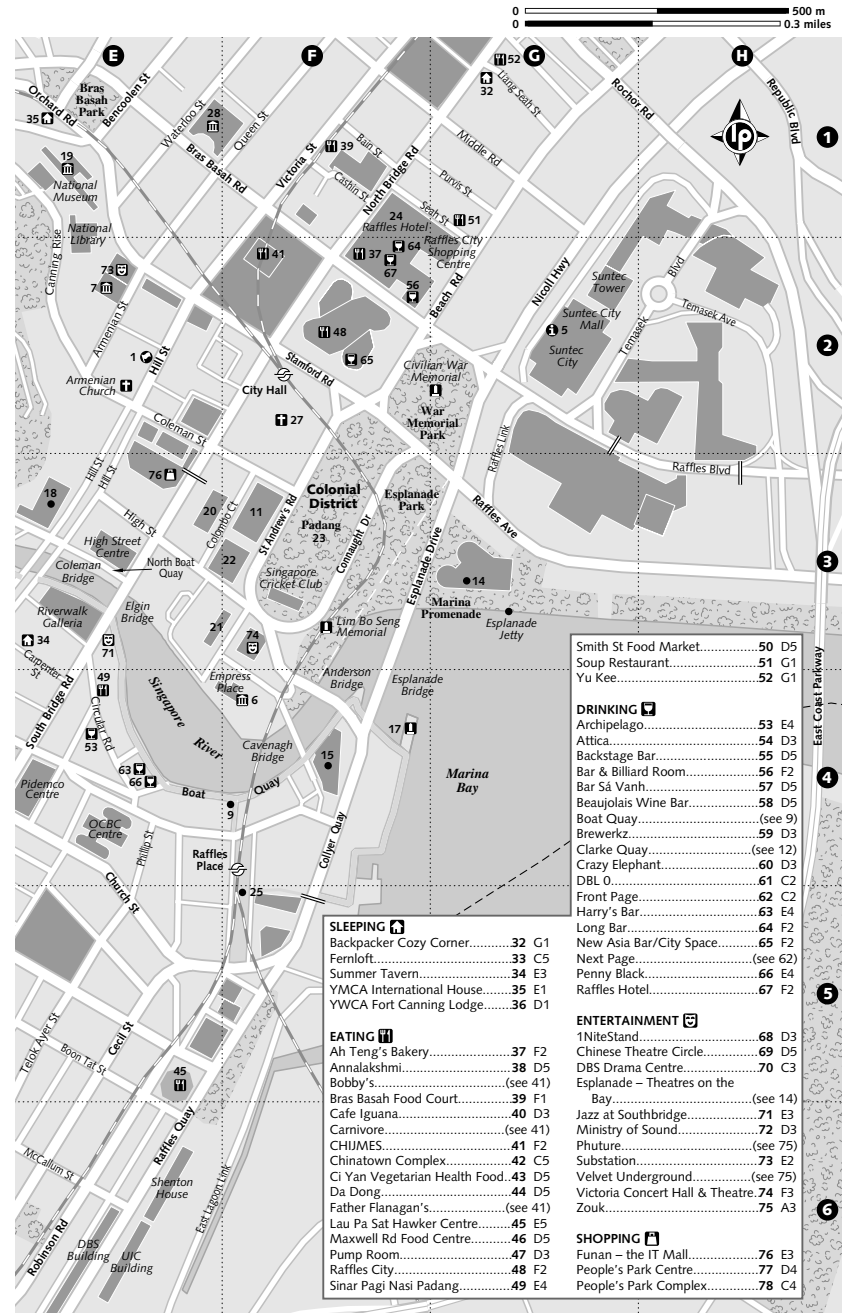 0 500 m
0 0.3 miles
E
F
G
H
Bras
Basah
Park
Orchard Rd
Bencoolen St
35
Waterloo St
28
Queen St
Bras Basah Rd
Victoria St
39
Bain St
Cashin St
North Bridge Rd
52
32
Liang Seah St
Middle Rd
Purvis St
Seah St
51
Rochor Rd
Republic Blvd
lp
1
19
National
Museum
National
Library
Canning Rise
73
7
Armenian St
24
Raffles Hotel
41
37
64
67
56
Raffles City
Shopping
Centre
Beach Rd
Nicoll Hwy
Suntec
Tower
Suntec City
Mall
5
Suntec
City
Temasek
Blvd
Temasek Ave
2
48
65
Stamford Rd
1
Hill St
Armenian
Church
City Hall
27
Civilian War
Memorial
War
Memorial
Park
Coleman St
Raffles Link
Raffles Blvd
Hill St
Hill St
76
18
High St
20
Colombo Ct
11
22
St Andrew's Rd
Colonial
District
Padang
23
Connaught Dr
Esplanade
Park
Raffles Ave
High Street
Centre
Coleman
Bridge
North Boat
Quay
Singapore
Cricket Club
Esplanade Drive
14
Marina
Promenade
Esplanade
Jetty
3
Riverwalk
Galleria
Elgin
Bridge
21
74
Lim Bo Seng
Memorial
34
Carpenter
St
71
49
Empress
Place
6
Anderson
Bridge
Esplanade
Bridge
South Bridge Rd
Circular Rd
53
Singapore
River
Cavenagh
Bridge
17
15
Marina
Bay
East Coast Parkway
4
63
66
Pidemco
Centre
Boat
Quay
9
OCBC
Centre
Phillip St
Raffles
Place
Collyer Quay
Church St
25
5
Telok Ayer St
Cecil St
Boon Tat St
45
Raffles Quay
McCallum St
Shenton
House
East Lagoon Link
Robinson Rd
DBS
Building
UIC
Building
6
SLEEPING
Backpacker Cozy Corner..........32 G1
Fernloft..........33 C5
Summer Tavern..........34 E3
YMCA International House..........35 E1
YWCA Fort Canning Lodge..........36 D1
EATING
Ah Teng's Bakery..........37 F2
Annalakshmi..........38 D5
Bobby's..........(see 41)
Bras Basah Food Court..........39 F1
Cafe Iguana..........40 D3
Carnivore..........(see 41)
CHIJMES..........41 F2
Chinatown Complex..........42 C5
Ci Yan Vegetarian Health Food..43 D5
Da Dong..........44 D5
Father Flanagan's..........(see 41)
Lau Pa Sat Hawker Centre..........45 E5
Maxwell Rd Food Centre..........46 D5
Pump Room..........47 D3
Raffles City..........48 F2
Sinar Pagi Nasi Padang..........49 E4
Smith St Food Market..........50 D5
Soup Restaurant..........51 G1
Yu Kee..........52 G1
DRINKING
Archipelago..........53 E4
Attica..........54 D3
Backstage Bar..........55 D5
Bar & Billiard Room..........56 F2
Bar Sá Vanh..........57 D5
Beaujolais Wine Bar..........58 D5
Boat Quay..........(see 9)
Brewerkz..........59 D3
Clarke Quay..........(see 12)
Crazy Elephant..........60 D3
DBL 0..........61 C2
Front Page..........62 C2
Harry's Bar..........63 E4
Long Bar..........64 F2
New Asia Bar/City Space..........65 F2
Next Page..........(see 62)
Penny Black..........66 E4
Raffles Hotel..........67 F2
ENTERTAINMENT
1NiteStand..........68 D3
Chinese Theatre Circle..........69 D5
DBS Drama Centre..........70 C3
Esplanade – Theatres on the
Bay..........(see 14)
Jazz at Southbridge..........71 E3
Ministry of Sound..........72 D3
Phuture..........(see 75)
Substation..........73 E2
Velvet Underground..........(see 75)
Victoria Concert Hall & Theatre.74 F3
Zouk..........75 A3
SHOPPING
Funan – the IT Mall..........76 E3
People's Park Centre..........77 D4
People's Park Complex..........78 C4